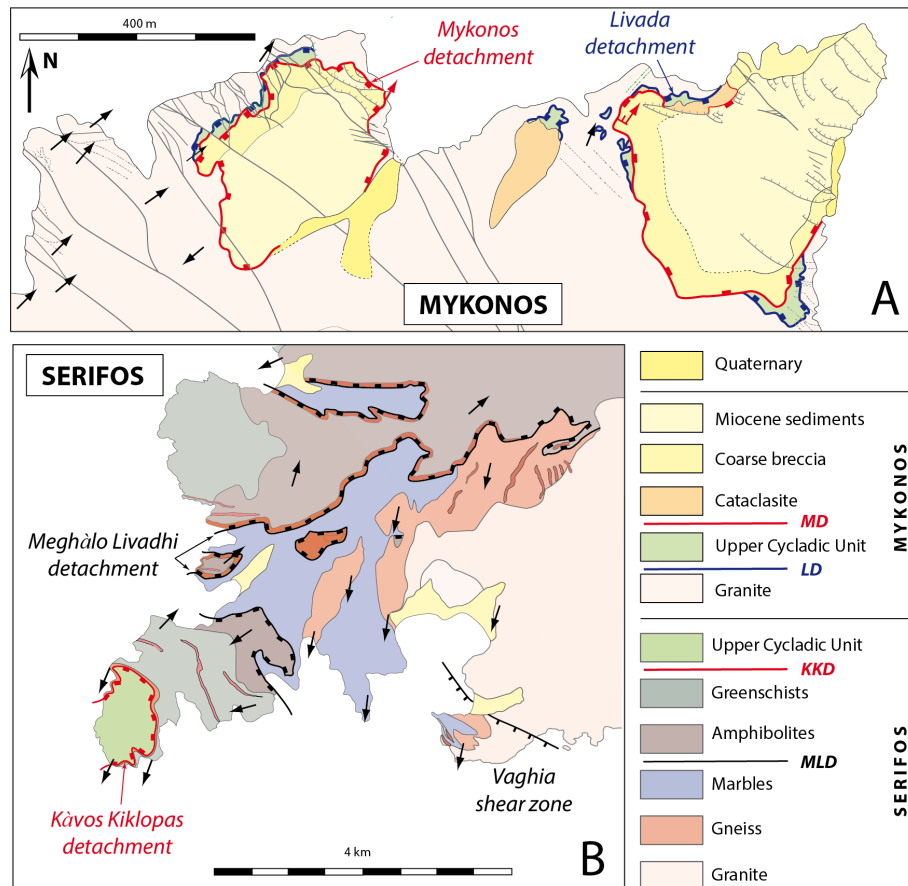 400 m
N
Mykonos
detachment
Livada
detachment
MYKONOS
A
SERIFOS
Meghàlo Livadhi
detachment
Kàvos Kiklopas
detachment
Vaghia
shear zone
4 km
B
Quaternary
Miocene sediments
Coarse breccia
Cataclasite
MD
Upper Cycladic Unit
LD
Granite
MYKONOS
Upper Cycladic Unit
KKD
Greenschists
Amphibolites
MLD
Marbles
Gneiss
Granite
SERIFOS